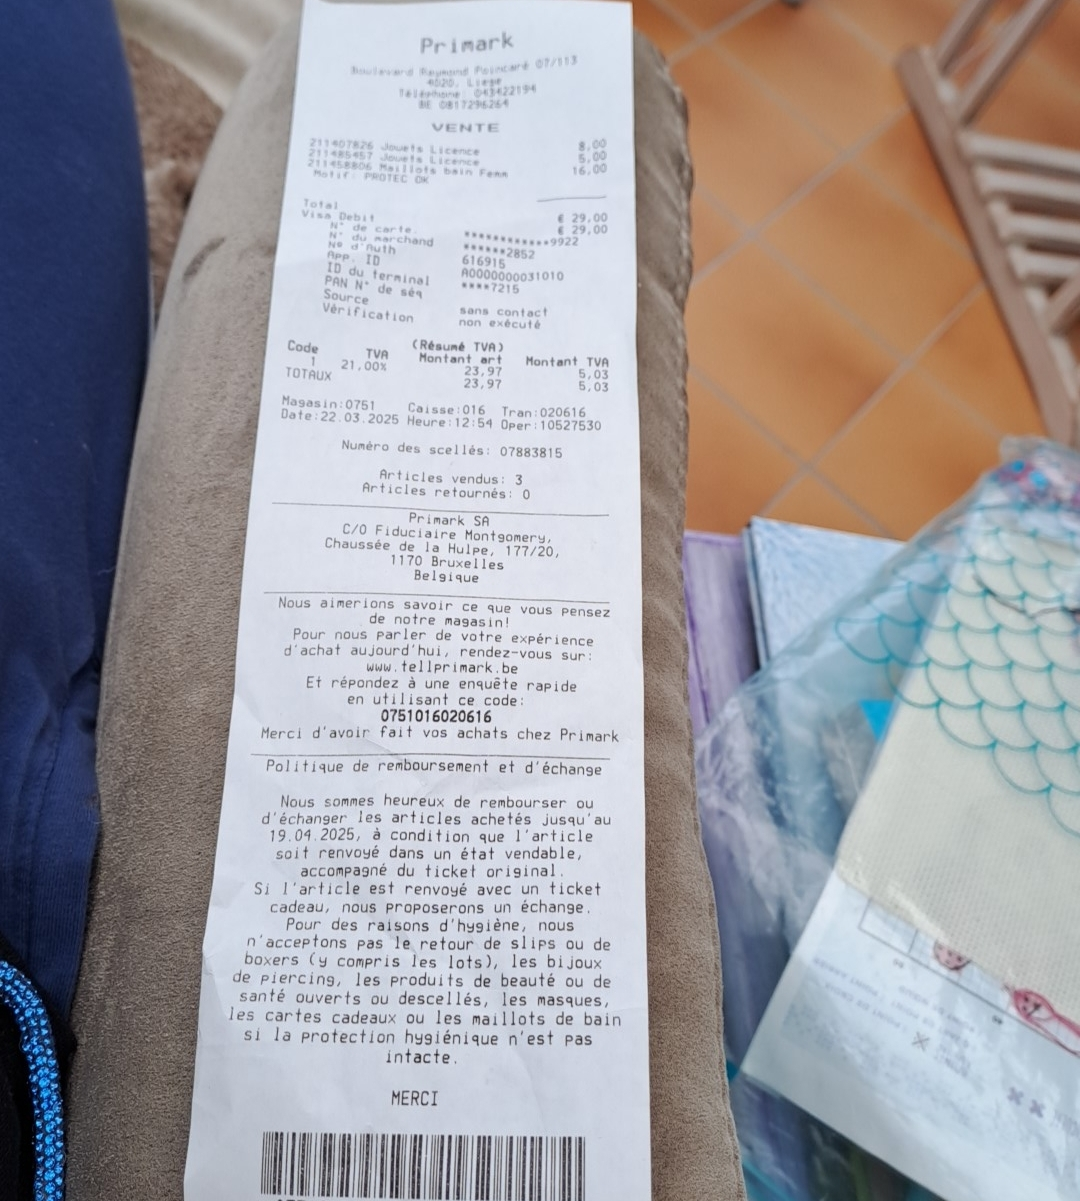 Primark
Boulevard Raymond Poincaré 07/113
4020, Liege
Téléphone: 043422194
BE 0817296264
VENTE
211407826 Jouets Licence 8,00
211485457 Jouets Licence 5,00
211458806 Maillots bain Femm 16,00
Motif: PROTEC OK
Total € 29,00
Visa Debit € 29,00
N° de carte. ************9922
N° du marchand ******2852
N° d'Auth 616915
APP. ID A0000000031010
ID du terminal ****7215
PAN N° de séq
Source sans contact
Vérification non exécuté
(Résumé TVA)
Code TVA Montant art Montant TVA
1 21,00% 23,97 5,03
TOTAUX 23,97 5,03
Magasin:0751 Caisse:016 Tran:020616
Date:22.03.2025 Heure:12:54 Oper:10527530
Numéro des scellés: 07883815
Articles vendus: 3
Articles retournés: 0
Primark SA
C/O Fiduciaire Montgomery,
Chaussée de la Hulpe, 177/20,
1170 Bruxelles
Belgique
Nous aimerions savoir ce que vous pensez
de notre magasin!
Pour nous parler de votre expérience
d'achat aujourd'hui, rendez-vous sur:
www.tellprimark.be
Et répondez à une enquête rapide
en utilisant ce code:
0751016020616
Merci d'avoir fait vos achats chez Primark
Politique de remboursement et d'échange
Nous sommes heureux de rembourser ou
d'échanger les articles achetés jusqu'au
19.04.2025, à condition que l'article
soit renvoyé dans un état vendable,
accompagné du ticket original.
Si l'article est renvoyé avec un ticket
cadeau, nous proposerons un échange.
Pour des raisons d'hygiène, nous
n'acceptons pas le retour de slips ou de
boxers (y compris les lots), les bijoux
de piercing, les produits de beauté ou de
santé ouverts ou descellés, les masques,
les cartes cadeaux ou les maillots de bain
si la protection hygiénique n'est pas
intacte.
MERCI